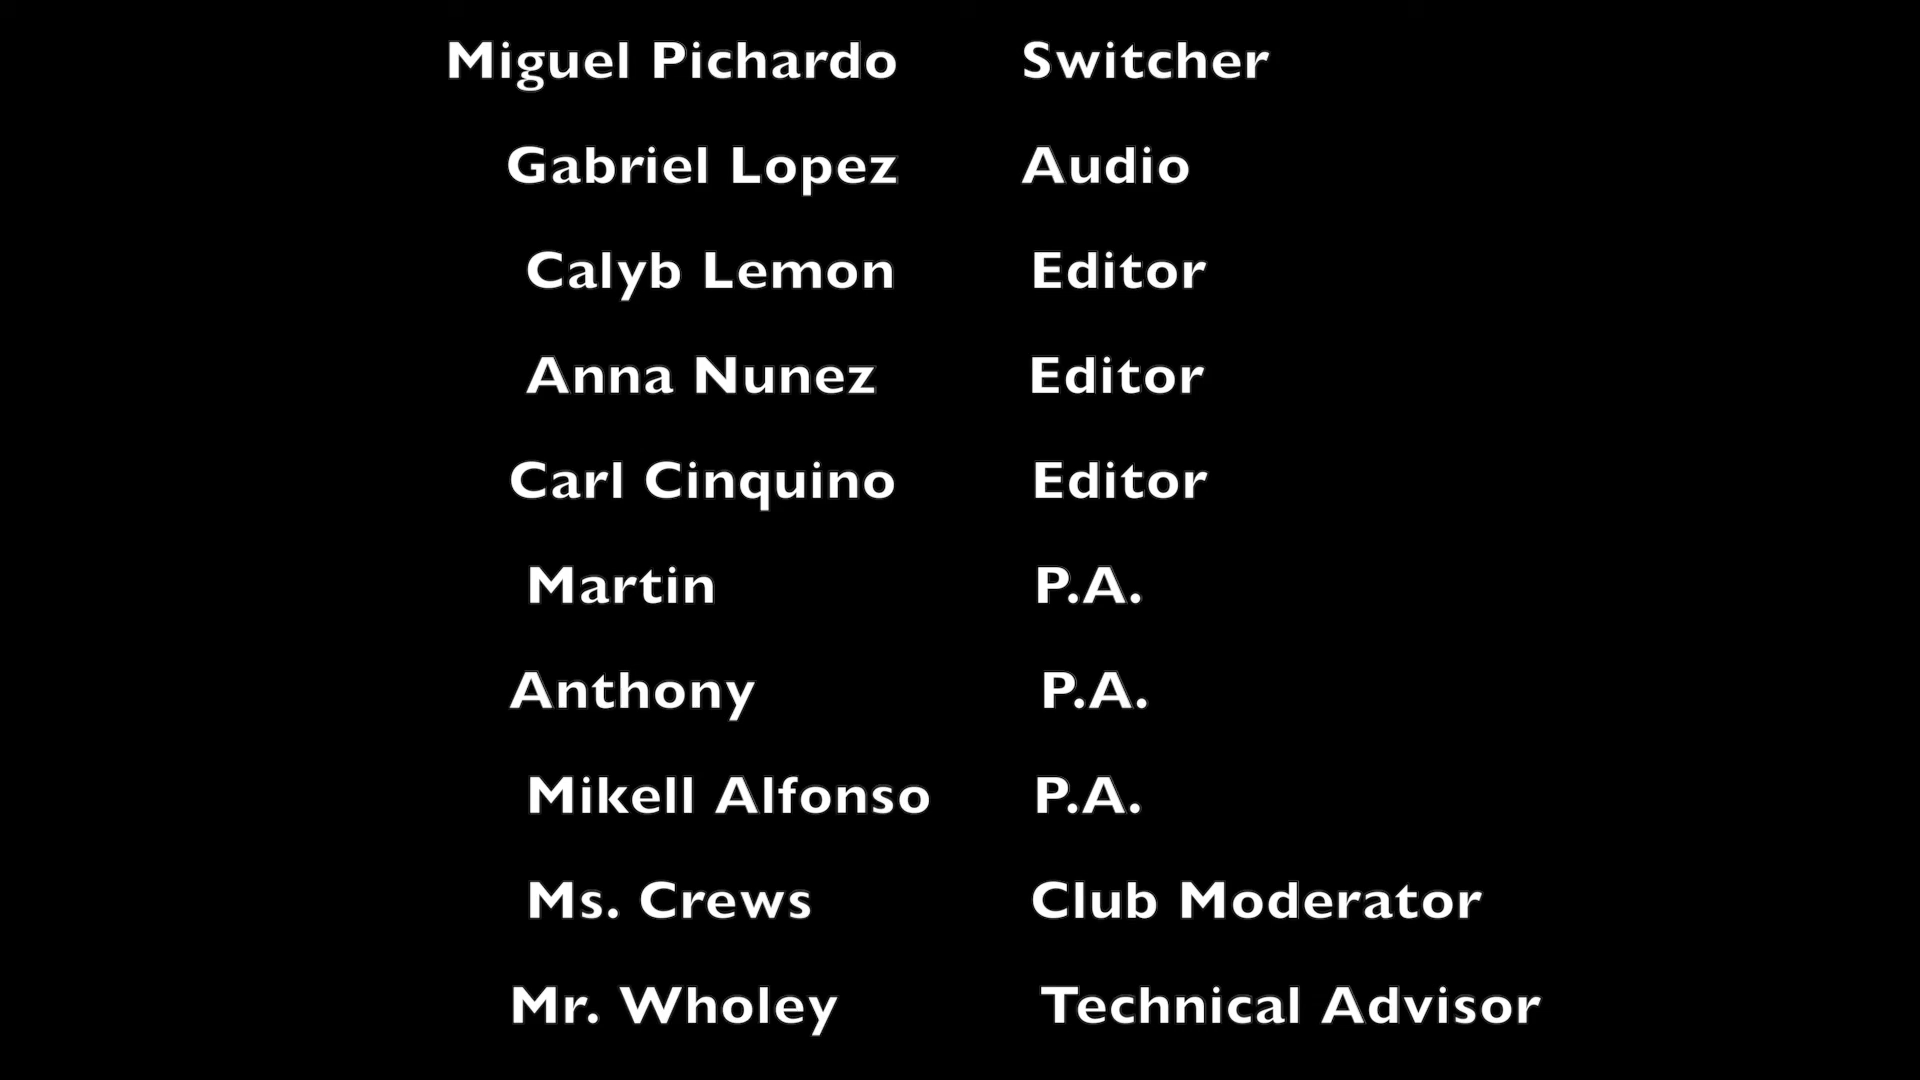 Miguel Pichardo Switcher
Gabriel Lopez Audio
Calyb Lemon Editor
Anna Nunez Editor
Carl Cinquino Editor
Martin P.A.
Anthony P.A.
Mikell Alfonso P.A.
Ms. Crews Club Moderator
Mr. Wholey Technical Advisor